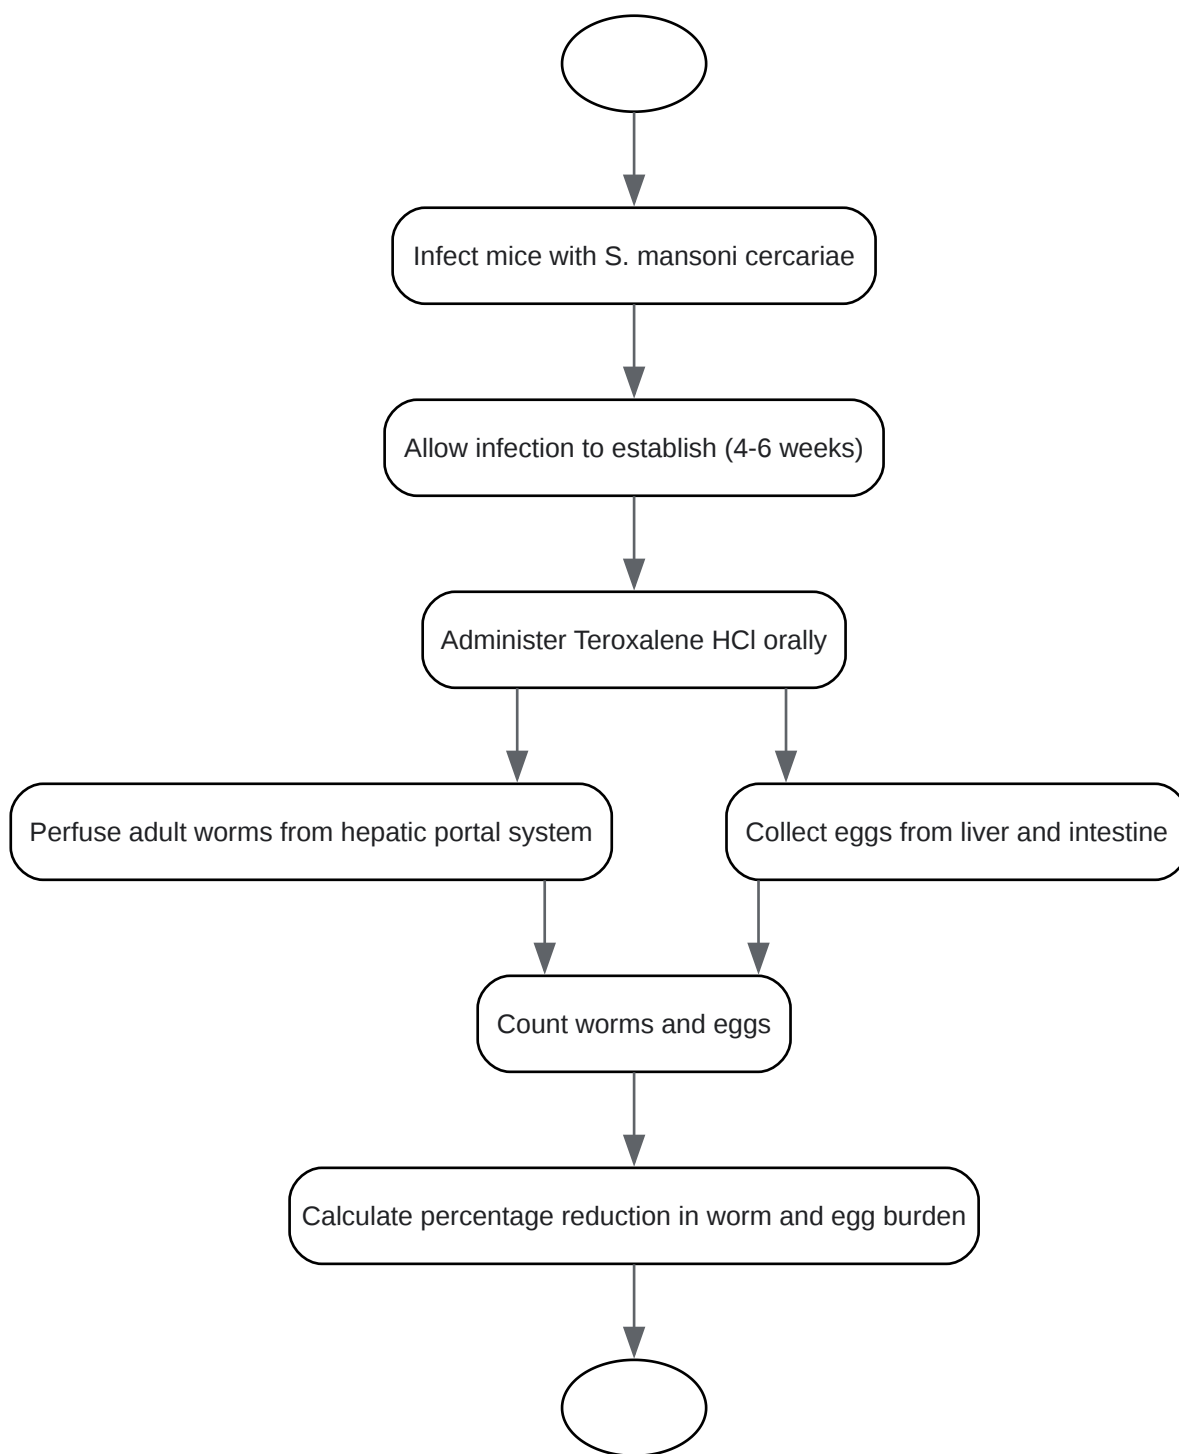 Infect mice with S. mansoni cercariae
Allow infection to establish (4-6 weeks)
Administer Teroxalene HCl orally
Perfuse adult worms from hepatic portal system
Collect eggs from liver and intestine
Count worms and eggs
Calculate percentage reduction in worm and egg burden